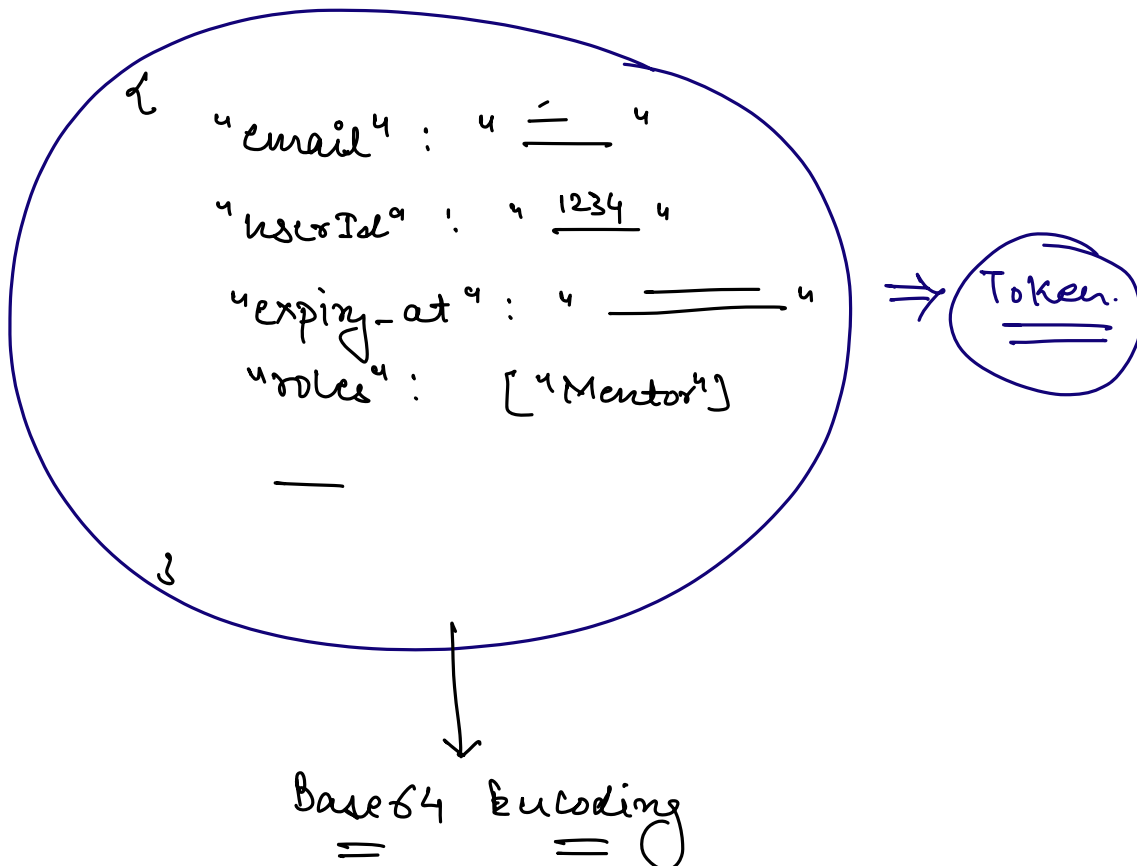 {
"email" : " "
"userId" : "1234"
"expiry_at" : " "
"roles" : ["Mentor"]
}
⇒ Token.
Base64 Encoding